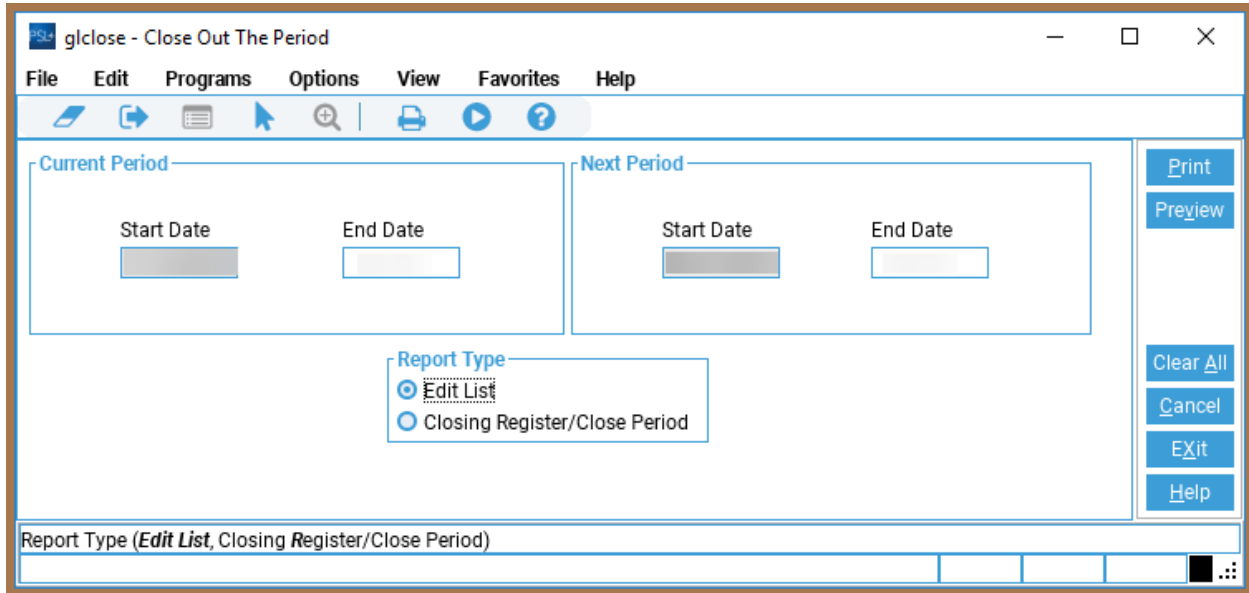 PSL+ glclose - Close Out The Period
File Edit Programs Options View Favorites Help
Current Period
Next Period
Start Date End Date
Start Date End Date
Report Type
Edit List
Closing Register/Close Period
Print
Preview
Clear All
Cancel
EXit
Help
Report Type (Edit List, Closing Register/Close Period)